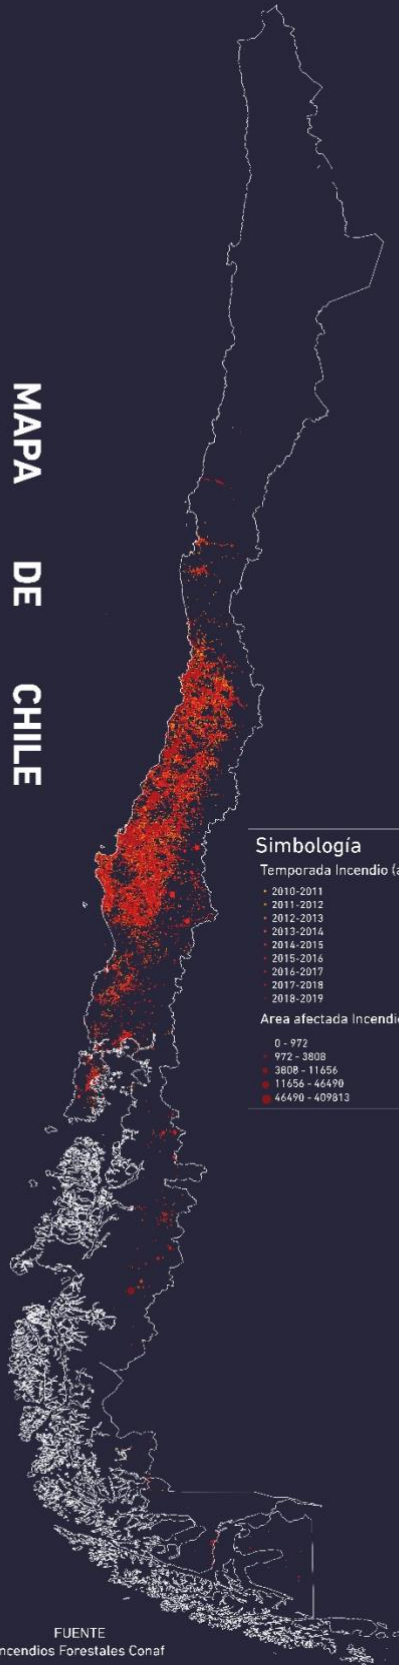 MAPA DE CHILE
Simbología
Temporada Incendio (a
2010-2011
2011-2012
2012-2013
2013-2014
2014-2015
2015-2016
2016-2017
2017-2018
2018-2019
Area afectada Incendio
0 - 972
972 - 3808
3808 - 11656
11656 - 46490
46490 - 409813
FUENTE
ncendios Forestales Conaf